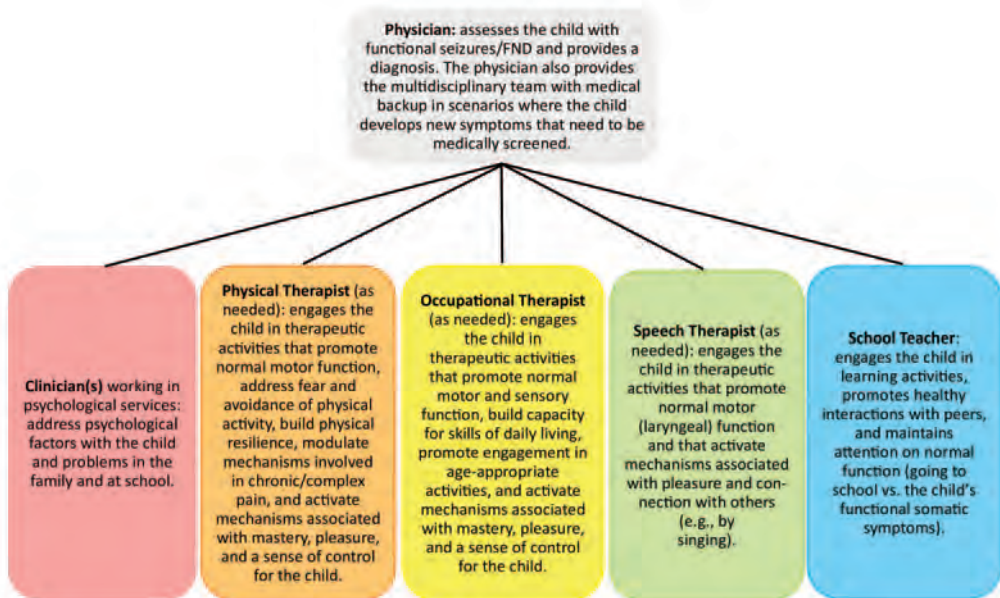 Physician: assesses the child with
functional seizures/FND and provides a
diagnosis. The physician also provides
the multidisciplinary team with medical
backup in scenarios where the child
develops new symptoms that need to be
medically screened.
Clinician(s) working in
psychological services:
address psychological
factors with the child
and problems in the
family and at school.
Physical Therapist (as
needed): engages the
child in therapeutic
activities that promote
normal motor function,
address fear and
avoidance of physical
activity, build physical
resilience, modulate
mechanisms involved
in chronic/complex
pain, and activate
mechanisms associated
with mastery, pleasure,
and a sense of control
for the child.
Occupational Therapist
(as needed): engages
the child in
therapeutic activities
that promote normal
motor and sensory
function, build capacity
for skills of daily living,
promote engagement in
age-appropriate
activities, and activate
mechanisms associated
with mastery, pleasure,
and a sense of control
for the child.
Speech Therapist (as
needed): engages the
child in therapeutic
activities that promote
normal motor
(laryngeal) function
and that activate
mechanisms associated
with pleasure and con-
nection with others
(e.g., by
singing).
School Teacher:
engages the child in
learning activities,
promotes healthy
interactions with peers,
and maintains
attention on normal
function (going to
school vs. the child's
functional somatic
symptoms).